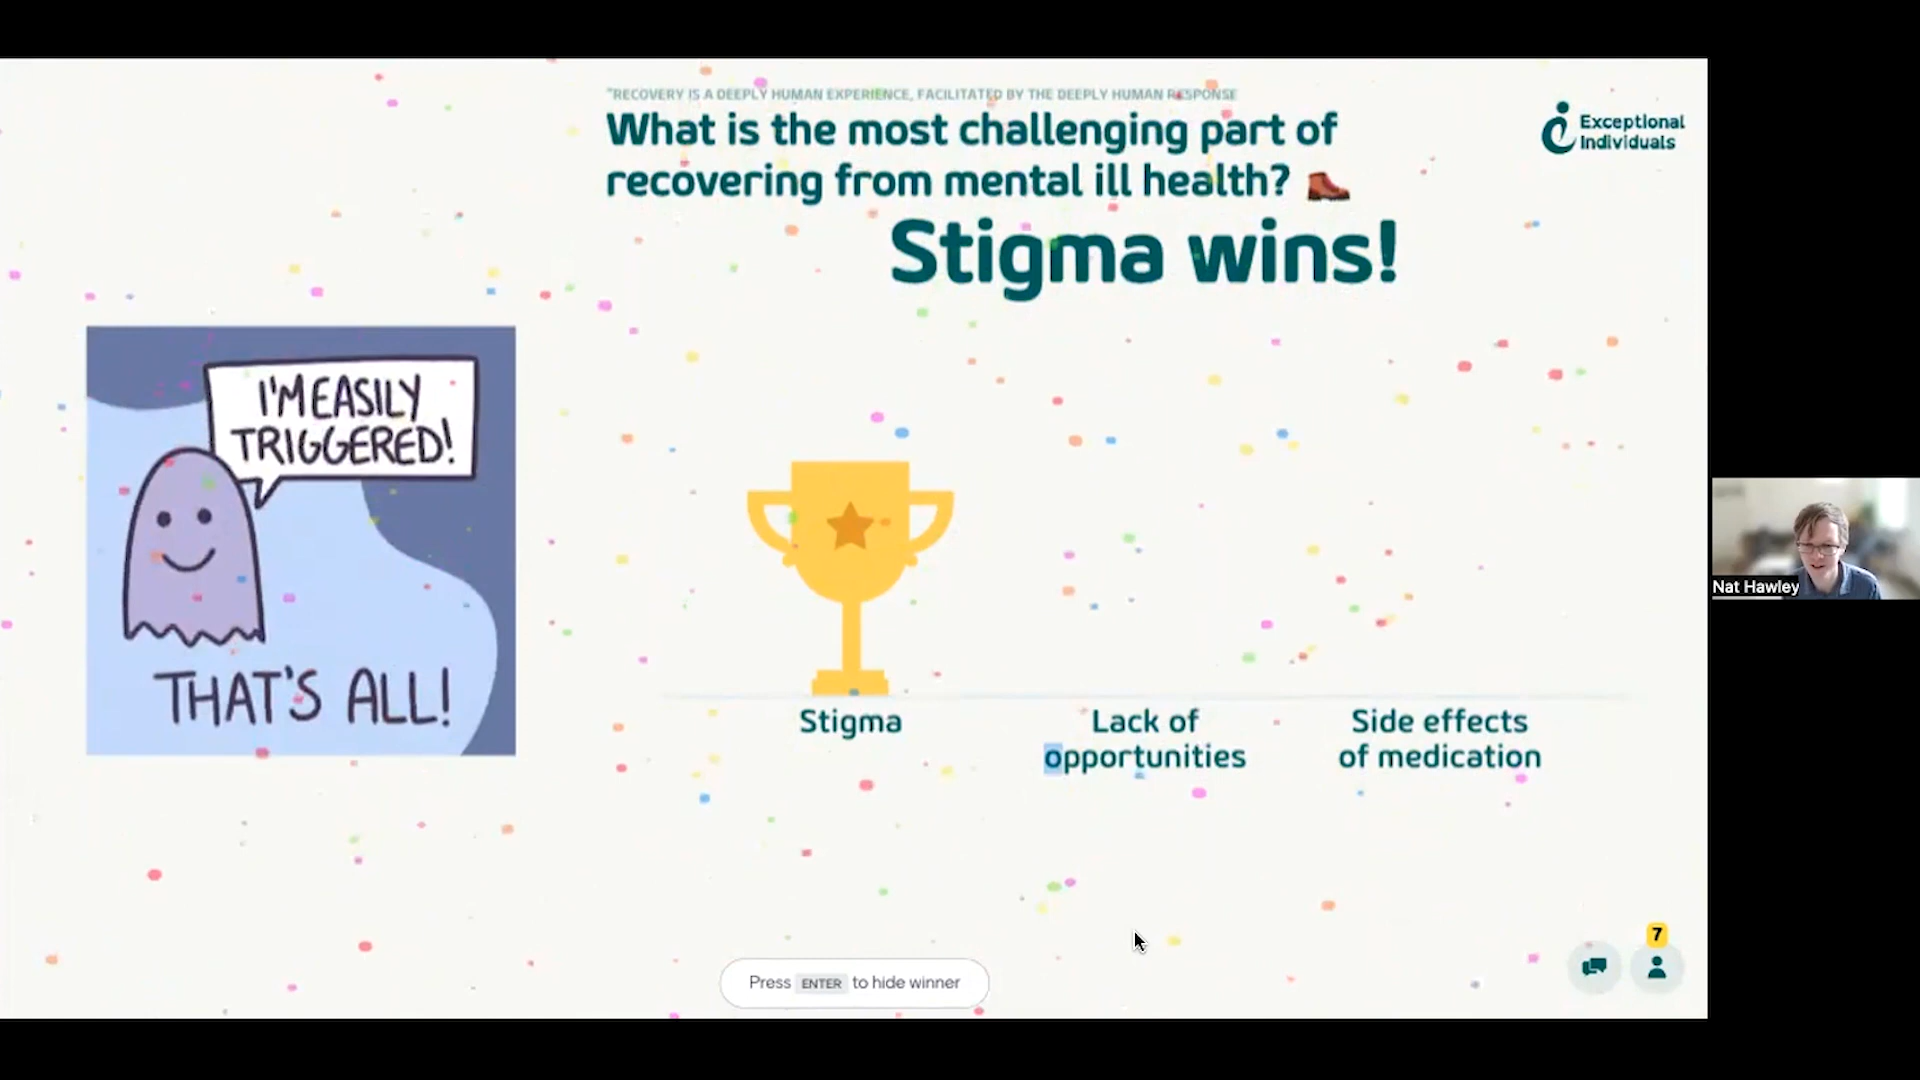 "RECOVERY IS A DEEPLY HUMAN EXPERIENCE, FACILITATED BY THE DEEPLY HUMAN RESPONSE
What is the most challenging part of
recovering from mental ill health?
Stigma wins!
Exceptional
Individuals
I'M EASILY
TRIGGERED!
THAT'S ALL!
Stigma
Lack of
opportunities
Side effects
of medication
Press ENTER to hide winner
7
Nat Hawley